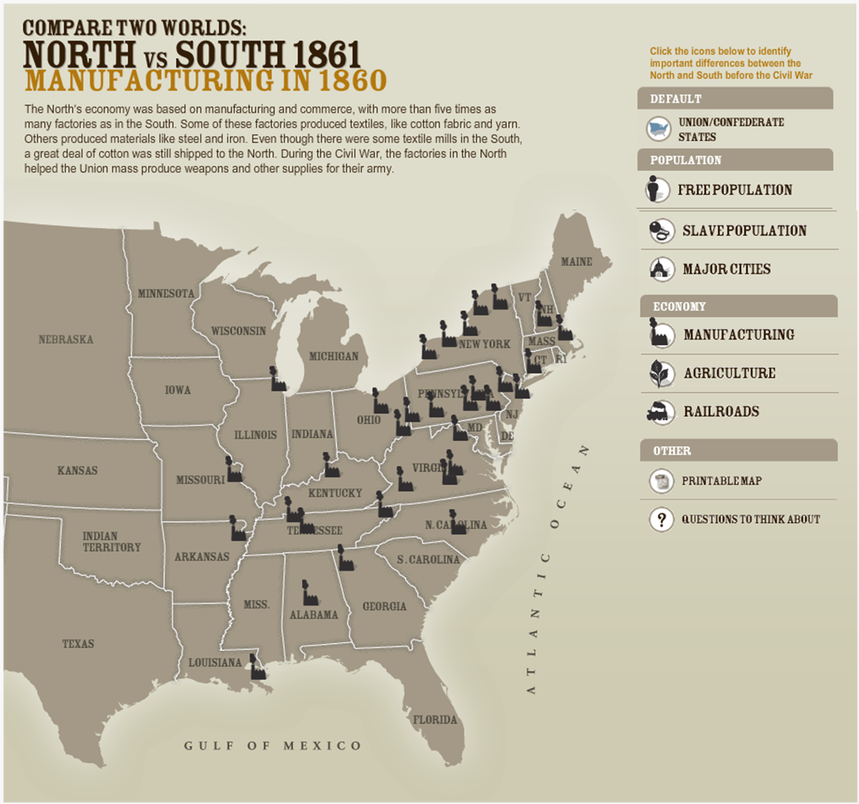 COMPARE TWO WORLDS:
NORTH VS SOUTH 1861
MANUFACTURING IN 1860
The North's economy was based on manufacturing and commerce, with more than five times as
many factories as in the South. Some of these factories produced textiles, like cotton fabric and yarn.
Others produced materials like steel and iron. Even though there were some textile mills in the South,
a great deal of cotton was still shipped to the North. During the Civil War, the factories in the North
helped the Union mass produce weapons and other supplies for their army.
Click the icons below to identify
important differences between the
North and South before the Civil War
DEFAULT
UNION/CONFEDERATE
STATES
POPULATION
FREE POPULATION
SLAVE POPULATION
MAJOR CITIES
ECONOMY
MANUFACTURING
AGRICULTURE
RAILROADS
OTHER
PRINTABLE MAP
? QUESTIONS TO THINK ABOUT
MAINE
MINNESOTA
VT
NH
WISCONSIN
NEBRASKA
MICHIGAN
NEW YORK
MASS
CT
RI
IOWA
PENNSYL
OHIO
NJ
ILLINOIS
INDIANA
MD
DE
KANSAS
MISSOURI
VIRG
KENTUCKY
INDIAN
TERRITORY
TE
ESSEE
N. CAROLINA
ARKANSAS
S. CAROLINA
MISS.
ALABAMA
GEORGIA
TEXAS
LOUISIANA
FLORIDA
ATLANTIC OCEAN
GULF OF MEXICO